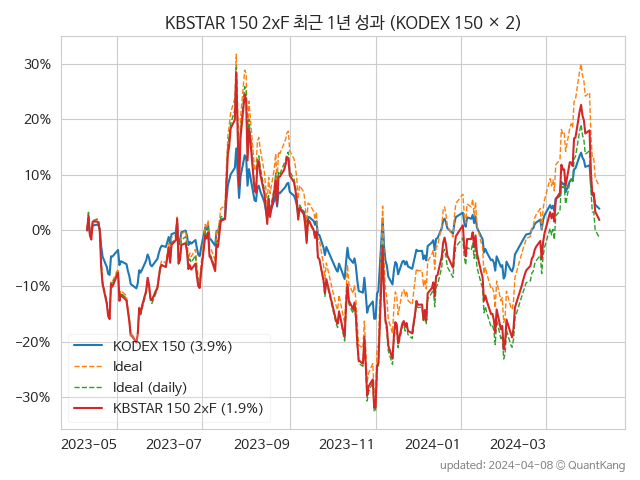 KBSTAR 150 2xF 최근 1년 성과 (KODEX 150 × 2)
30%
20%
10%
0%
−10%
−20%
−30%
KODEX 150 (3.9%)
Ideal
Ideal (daily)
KBSTAR 150 2xF (1.9%)
2023-05 2023-07 2023-09 2023-11 2024-01 2024-03
updated: 2024-04-08 @ QuantKang